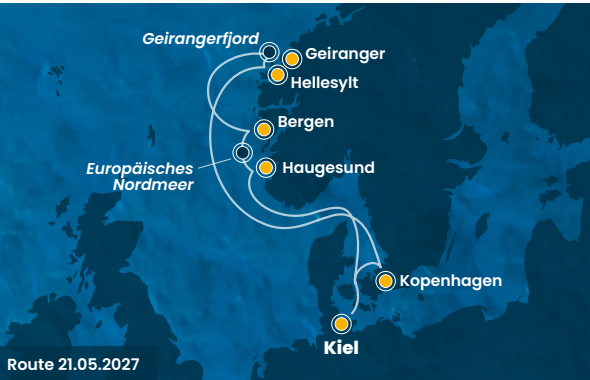 Geirangerfjord
Geiranger
Hellesylt
Bergen
Europäisches
Nordmeer
Haugesund
Kopenhagen
Kiel
Route 21.05.2027